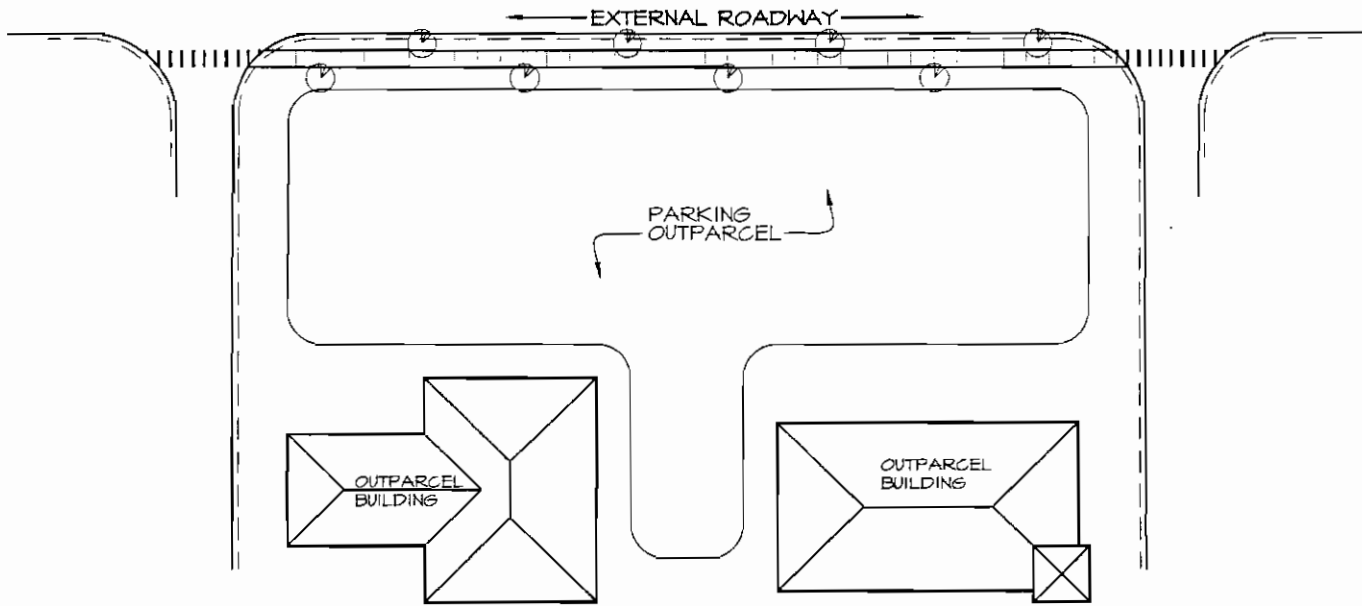 EXTERNAL ROADWAY
PARKING
OUTPARCEL
OUTPARCEL
BUILDING
OUTPARCEL
BUILDING